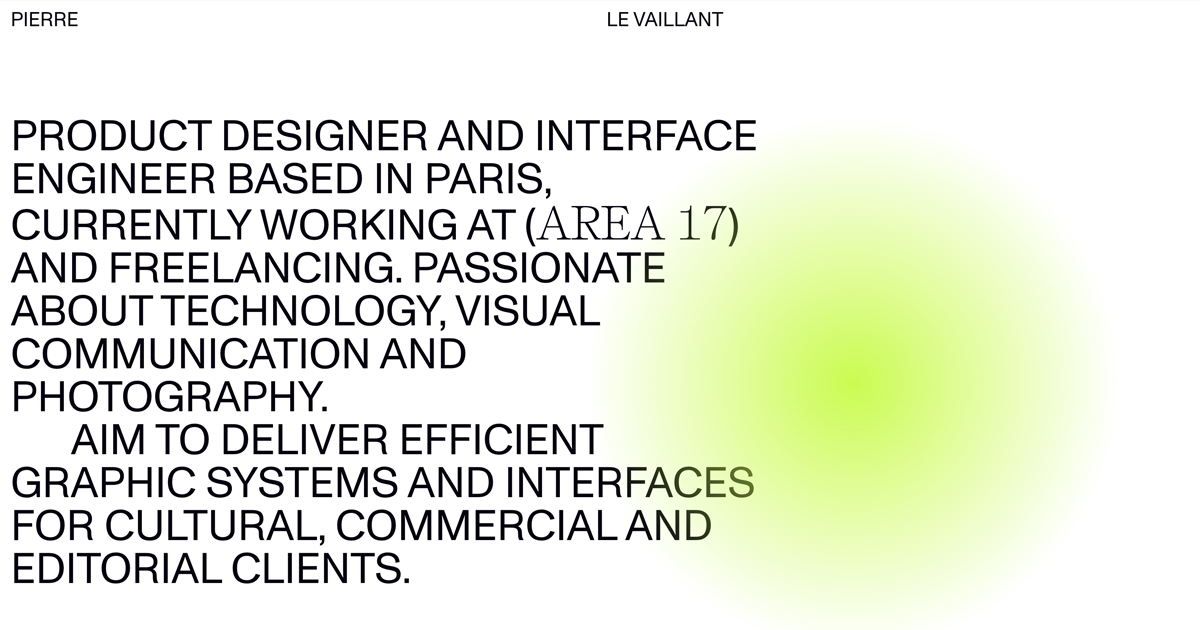 PIERRE
LE VAILLANT
PRODUCT DESIGNER AND INTERFACE
ENGINEER BASED IN PARIS,
CURRENTLY WORKING AT (AREA 17)
AND FREELANCING. PASSIONATE
ABOUT TECHNOLOGY, VISUAL
COMMUNICATION AND
PHOTOGRAPHY.
AIM TO DELIVER EFFICIENT
GRAPHIC SYSTEMS AND INTERFACES
FOR CULTURAL, COMMERCIAL AND
EDITORIAL CLIENTS.